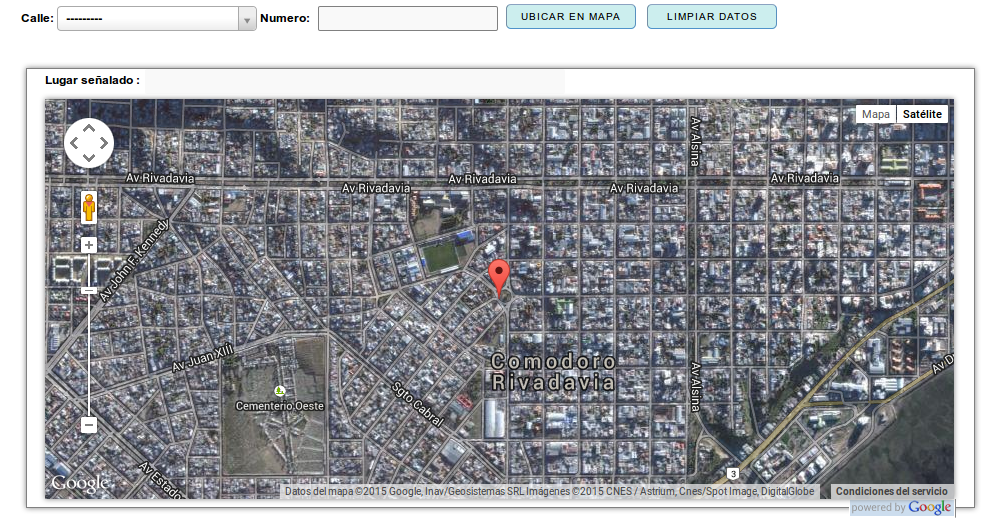 Calle: --------- Numero: UBICAR EN MAPA LIMPIAR DATOS
Lugar señalado :
Mapa Satélite
Av Alsina
Av Rivadavia
Av Rivadavia
Av Rivadavia
Av Rivadavia
Av Rivadavia
Av John F. Kennedy
Av Juan XIII
Comodoro
Rivadavia
Av Alsina
Av D
Cementerio Oeste
Sgto Cabral
Av Estado
3
Google
Datos del mapa ©2015 Google, Inav/Geosistemas SRL Imágenes ©2015 CNES / Astrium, Cnes/Spot Image, DigitalGlobe
Condiciones del servicio
powered by Google